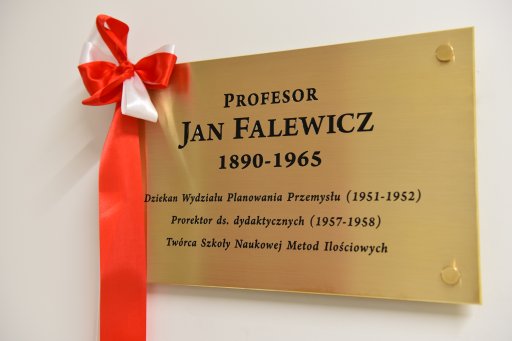 PROFESOR
JAN FALEWICZ
1890-1965
Dziekan Wydziału Planowania Przemysłu (1951-1952)
Prorektor ds. dydaktycznych (1957-1958)
Twórca Szkoły Naukowej Metod Ilościowych